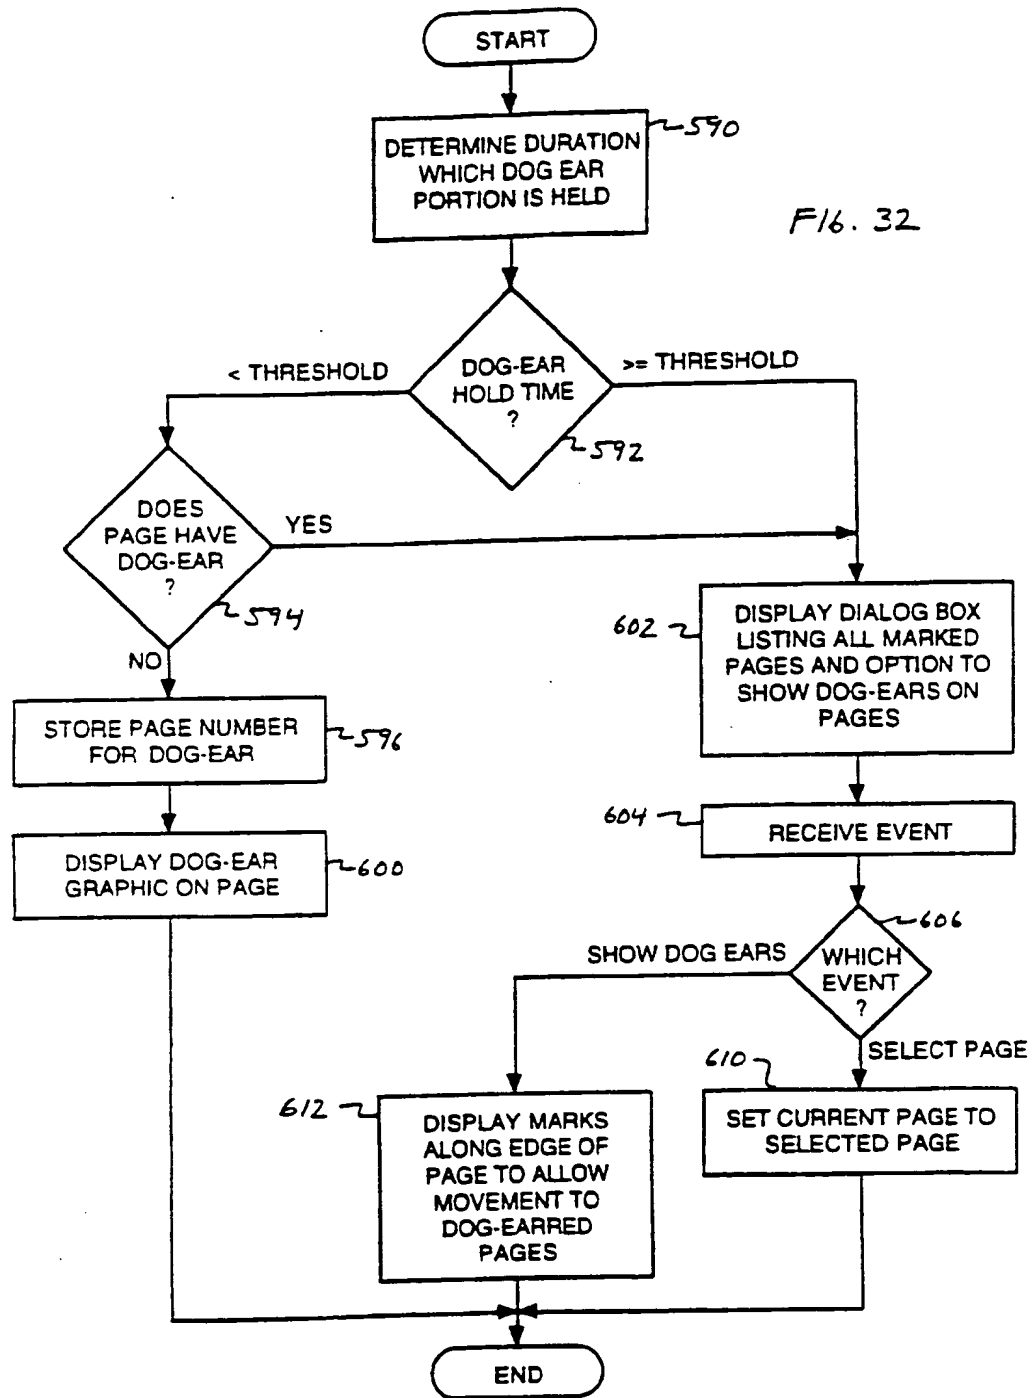 START
DETERMINE DURATION
WHICH DOG EAR
PORTION IS HELD
590
FIG. 32
< THRESHOLD
DOG-EAR
HOLD TIME
?
>= THRESHOLD
592
DOES
PAGE HAVE
DOG-EAR
?
YES
594
NO
602
DISPLAY DIALOG BOX
LISTING ALL MARKED
PAGES AND OPTION TO
SHOW DOG-EARS ON
PAGES
STORE PAGE NUMBER
FOR DOG-EAR
596
604
RECEIVE EVENT
DISPLAY DOG-EAR
GRAPHIC ON PAGE
600
606
SHOW DOG EARS
WHICH
EVENT
?
SELECT PAGE
610
SET CURRENT PAGE TO
SELECTED PAGE
612
DISPLAY MARKS
ALONG EDGE OF
PAGE TO ALLOW
MOVEMENT TO
DOG-EARRED
PAGES
END